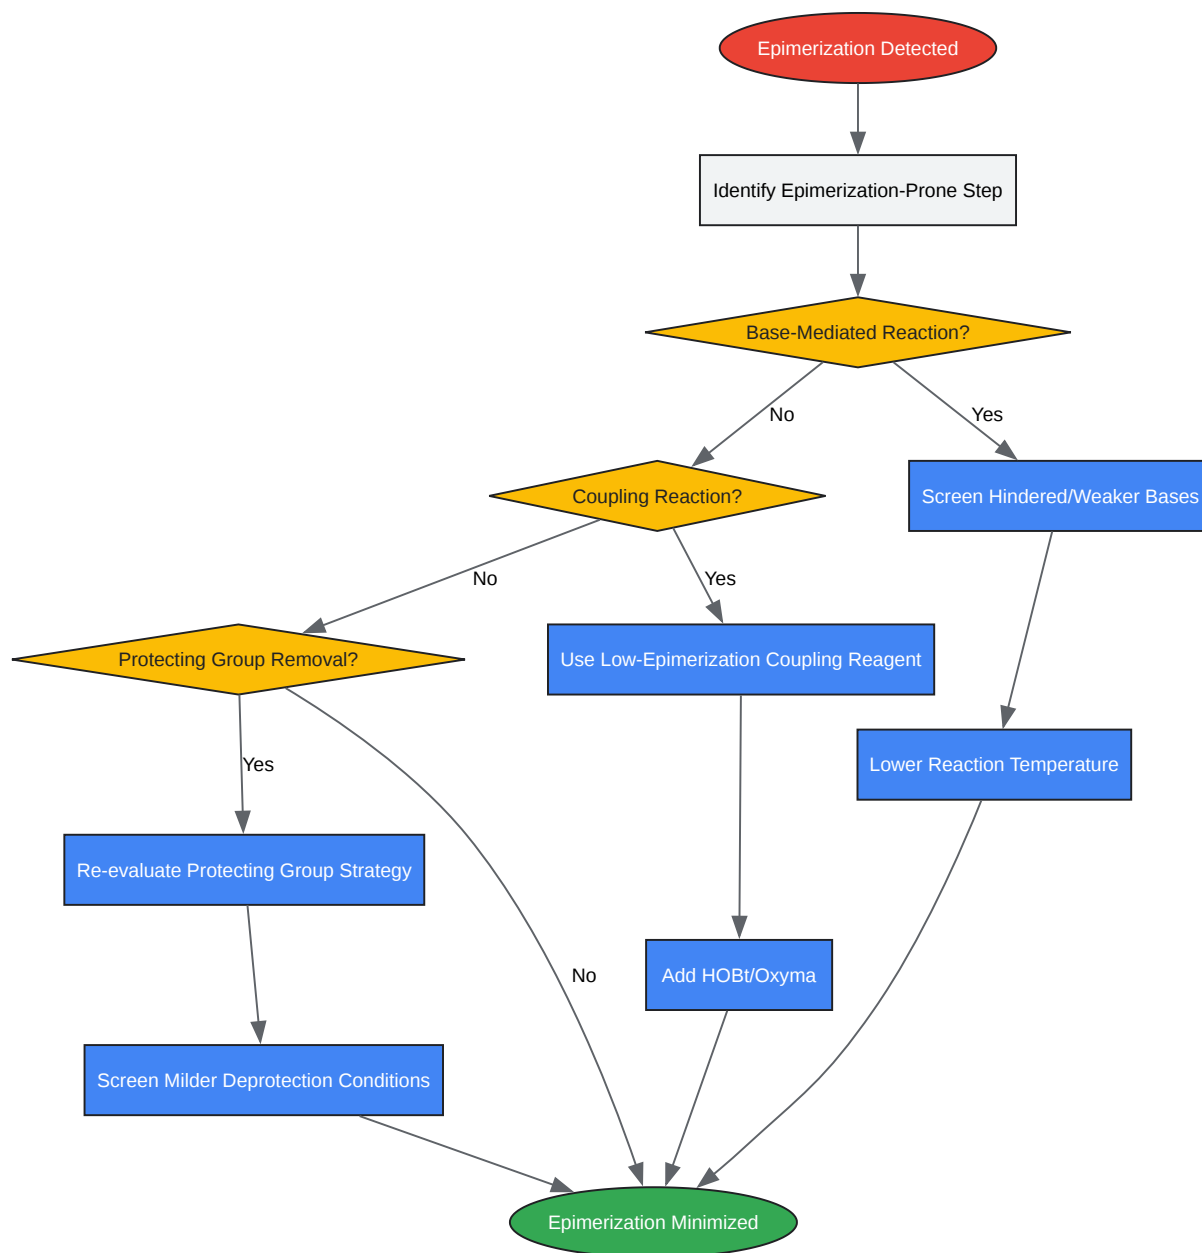 Epimerization Detected
Identify Epimerization-Prone Step
Base-Mediated Reaction?
No
Yes
Coupling Reaction?
Screen Hindered/Weaker Bases
No
Yes
Protecting Group Removal?
Use Low-Epimerization Coupling Reagent
Yes
Lower Reaction Temperature
Re-evaluate Protecting Group Strategy
No
Add HOBt/Oxyma
Screen Milder Deprotection Conditions
Epimerization Minimized